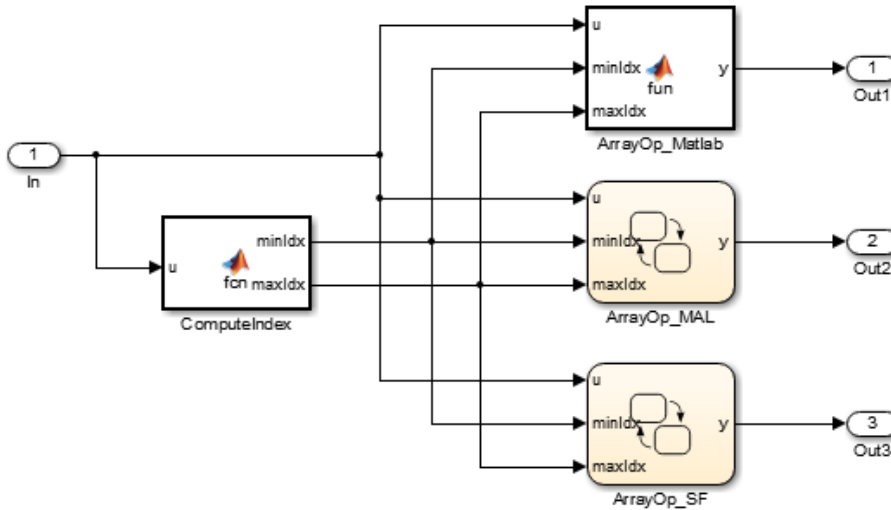 1
In
u
fcn
minIdx
maxIdx
ComputeIndex
u
minIdx
maxIdx
fun
y
ArrayOp_Matlab
1
Out1
u
minIdx
maxIdx
y
ArrayOp_MAL
2
Out2
u
minIdx
maxIdx
y
ArrayOp_SF
3
Out3